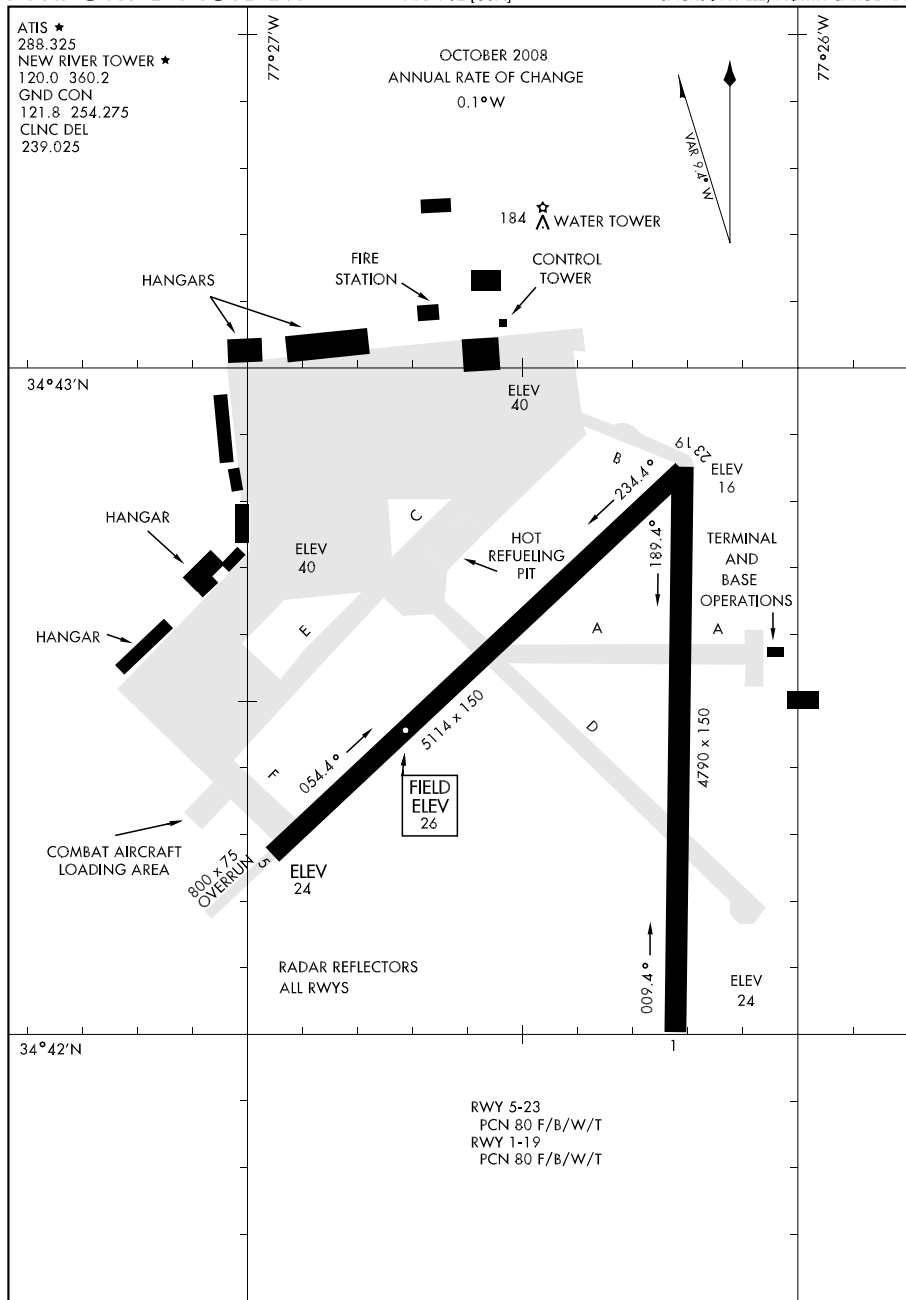 ATIS ★
288.325
NEW RIVER TOWER ★
120.0 360.2
GND CON
121.8 254.275
CLNC DEL
239.025
77°27'W
OCTOBER 2008
ANNUAL RATE OF CHANGE
0.1°W
77°26'W
VAR 9.4° W
184
WATER TOWER
FIRE
STATION
CONTROL
TOWER
HANGARS
34°43'N
ELEV
40
B
19
23
ELEV
16
234.4°
189.4°
C
HANGAR
ELEV
40
HOT
REFUELING
PIT
TERMINAL
AND
BASE
OPERATIONS
HANGAR
E
A
A
5114 x 150
D
4790 x 150
F
054.4°
FIELD
ELEV
26
COMBAT AIRCRAFT
LOADING AREA
800 x 75
OVERRUN
5
ELEV
24
RADAR REFLECTORS
ALL RWYS
009.4°
ELEV
24
34°42'N
1
RWY 5-23
PCN 80 F/B/W/T
RWY 1-19
PCN 80 F/B/W/T